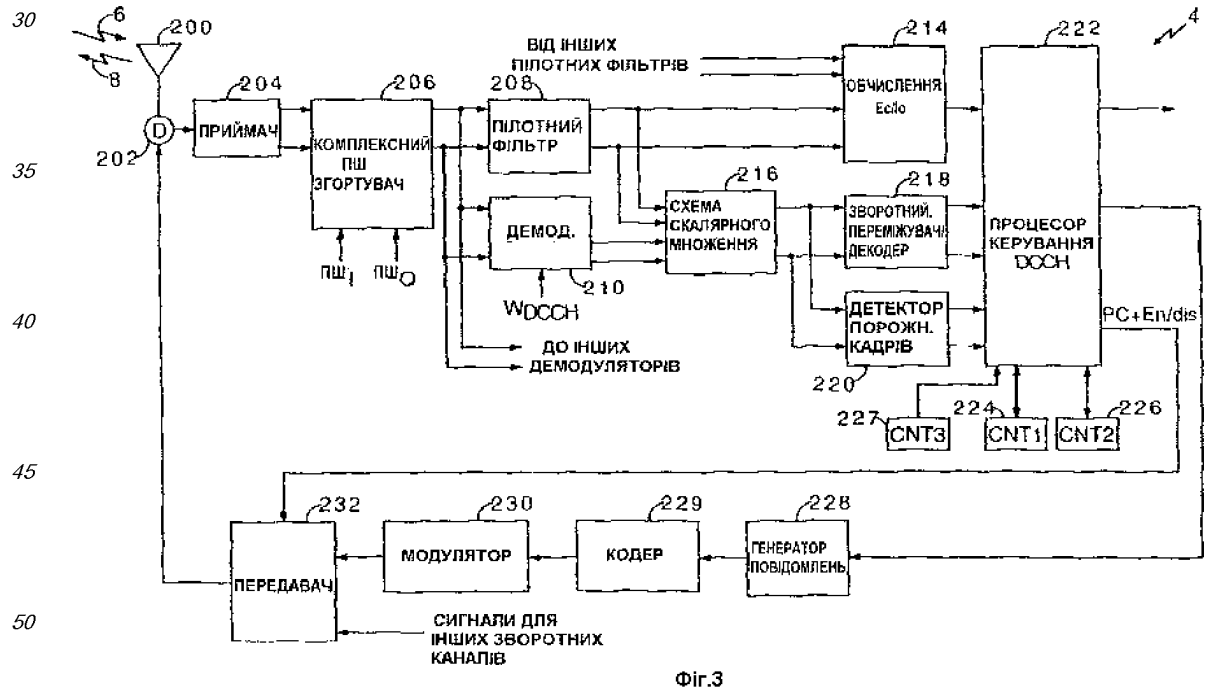 30
6
8
200
202
204
ПРИЙМАЧ
206
КОМПЛЕКСНИЙ
ПШ
ЗГОРТУВАЧ
ПШI
ПШQ
ВІД ІНШИХ
ПІЛОТНИХ ФІЛЬТРІВ
208
ПІЛОТНИЙ
ФІЛЬТР
214
ОБЧИСЛЕННЯ
Ec/Io
222
4
35
ДЕМОД.
210
WDCCH
216
СХЕМА
СКАЛЯРНОГО
МНОЖЕННЯ
218
ЗВОРОТНИЙ.
ПЕРЕМІЖУВАЧ/
ДЕКОДЕР
ПРОЦЕСОР
КЕРУВАННЯ
DCCH
40
ДО ІНШИХ
ДЕМОДУЛЯТОРІВ
ДЕТЕКТОР
ПОРОЖН.
КАДРІВ
220
PC+En/dis
227
CNT3
224
CNT1
226
CNT2
45
232
ПЕРЕДАВАЧ
230
МОДУЛЯТОР
229
КОДЕР
228
ГЕНЕРАТОР
ПОВІДОМЛЕНЬ
50
СИГНАЛИ ДЛЯ
ІНШИХ ЗВОРОТНИХ
КАНАЛІВ
D
Фіг.3